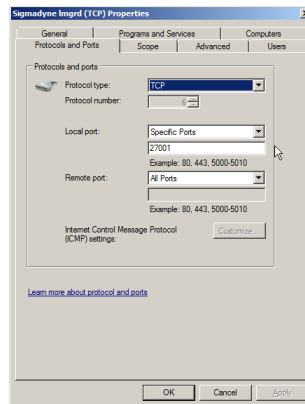 Sigmadyne lmgrd (TCP) Properties
General
Programs and Services
Computers
Protocols and Ports
Scope
Advanced
Users
Protocols and ports
Protocol type:
TCP
Protocol number:
6
Local port:
Specific Ports
27001
Example: 80, 443, 5000-5010
Remote port:
All Ports
Example: 80, 443, 5000-5010
Internet Control Message Protocol
(ICMP) settings:
Customize...
Learn more about protocol and ports
OK
Cancel
Apply